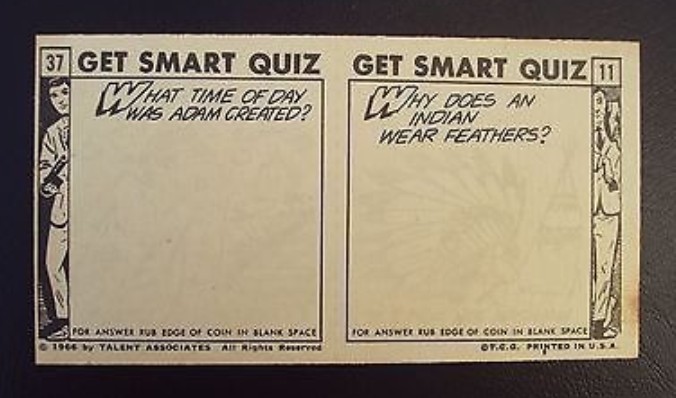 37 GET SMART QUIZ
WHAT TIME OF DAY
WAS ADAM CREATED?
FOR ANSWER RUB EDGE OF COIN IN BLANK SPACE
© 1966 by TALENT ASSOCIATES All Rights Reserved
GET SMART QUIZ 11
WHY DOES AN
INDIAN
WEAR FEATHERS?
FOR ANSWER RUB EDGE OF COIN IN BLANK SPACE
©T.C.G. PRINTED IN U.S.A.